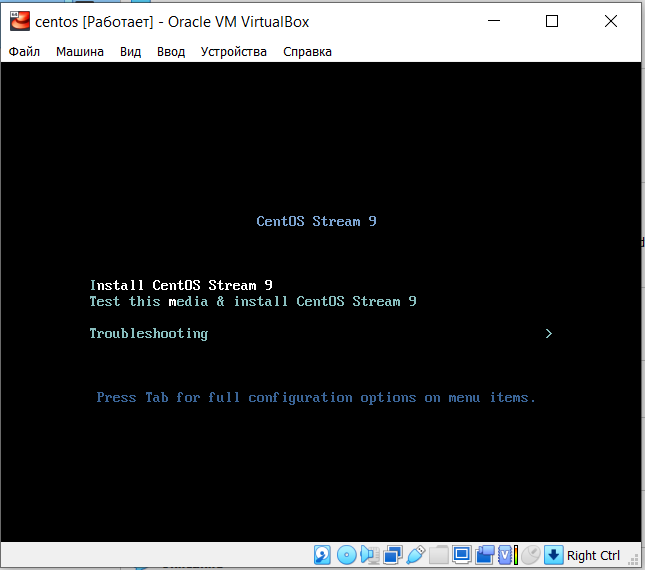 centos [Работает] - Oracle VM VirtualBox
Файл Машина Вид Ввод Устройства Справка
CentOS Stream 9
Install CentOS Stream 9
Test this media & install CentOS Stream 9
Troubleshooting >
Press Tab for full configuration options on menu items.
Right Ctrl